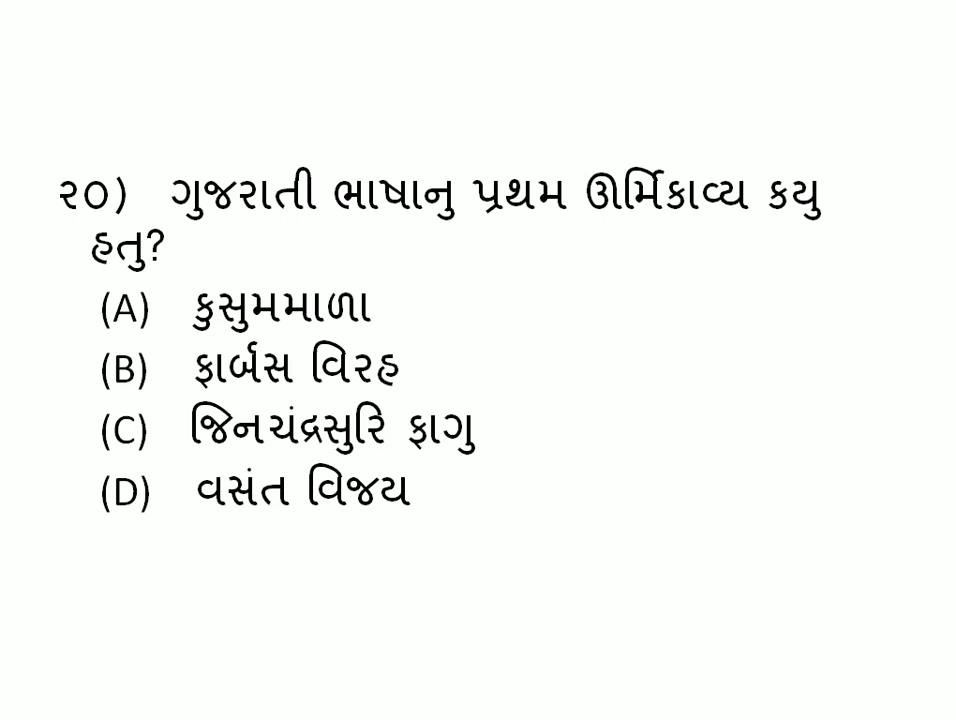 ૨૦) ગુજરાતી ભાષાનુ પ્રથમ ઊર્મિકાવ્ય કયુ
હતુ?
(A) કુસુમમાળા
(B) ફાર્બસ વિરહ
(C) જિનચંદ્રસુરિ ફાગુ
(D) વસંત વિજય